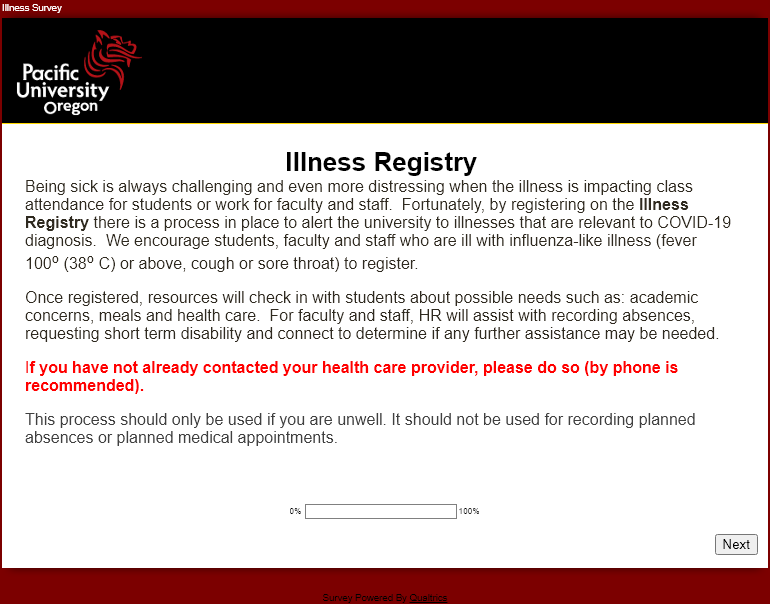 Illness Survey
Pacific
University
Oregon
Illness Registry
Being sick is always challenging and even more distressing when the illness is impacting class
attendance for students or work for faculty and staff.  Fortunately, by registering on the Illness
Registry there is a process in place to alert the university to illnesses that are relevant to COVID-19
diagnosis.  We encourage students, faculty and staff who are ill with influenza-like illness (fever
100º (38º C) or above, cough or sore throat) to register.
Once registered, resources will check in with students about possible needs such as: academic
concerns, meals and health care.  For faculty and staff, HR will assist with recording absences,
requesting short term disability and connect to determine if any further assistance may be needed.
If you have not already contacted your health care provider, please do so (by phone is
recommended).
This process should only be used if you are unwell. It should not be used for recording planned
absences or planned medical appointments.
0% 100%
Next
Survey Powered By Qualtrics